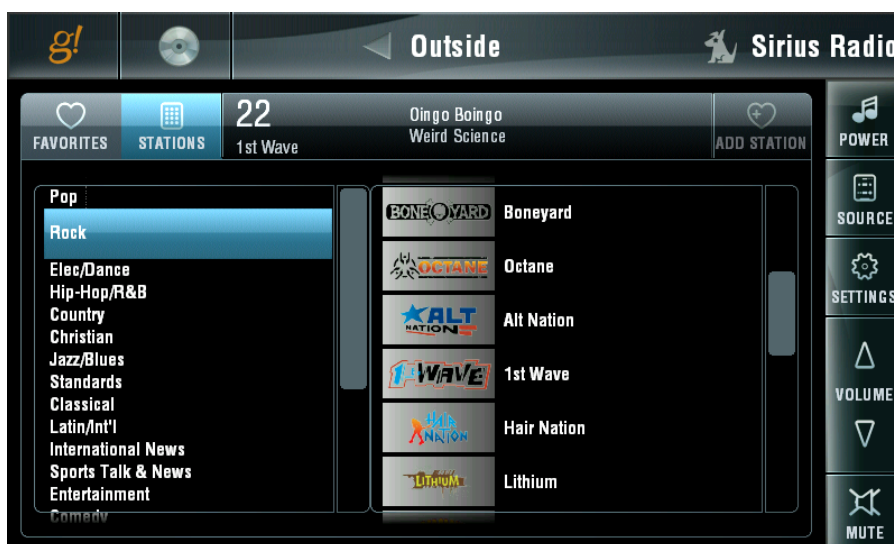 g!
Outside
Sirius Radio
FAVORITES
STATIONS
22
1st Wave
Oingo Boingo
Weird Science
ADD STATION
POWER
SOURCE
SETTINGS
VOLUME
MUTE
Pop
Rock
Elec/Dance
Hip-Hop/R&B
Country
Christian
Jazz/Blues
Standards
Classical
Latin/Int'l
International News
Sports Talk & News
Entertainment
Comedy
BONEYARD Boneyard
OCTANE Octane
ALT NATION Alt Nation
1st WAVE 1st Wave
HAIR NATION Hair Nation
LITHIUM Lithium